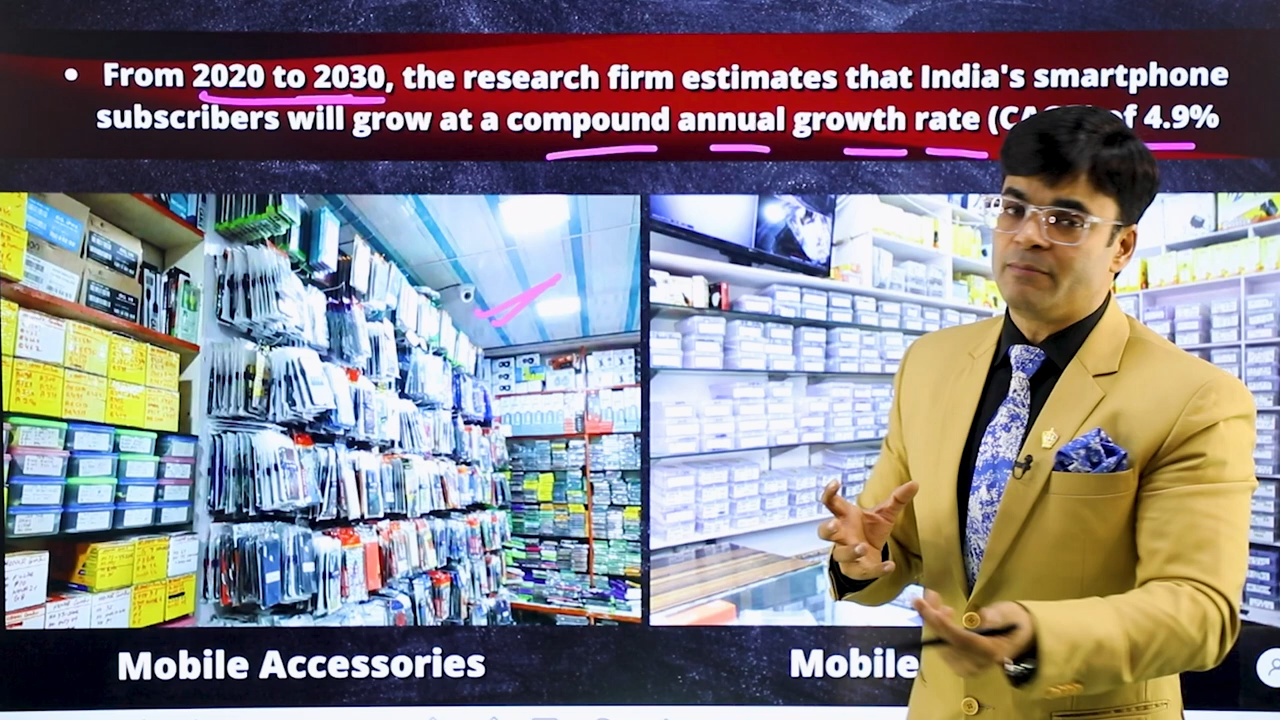 • From 2020 to 2030, the research firm estimates that India's smartphone
subscribers will grow at a compound annual growth rate ( of 4.9%
Mobile Accessories
Mobile